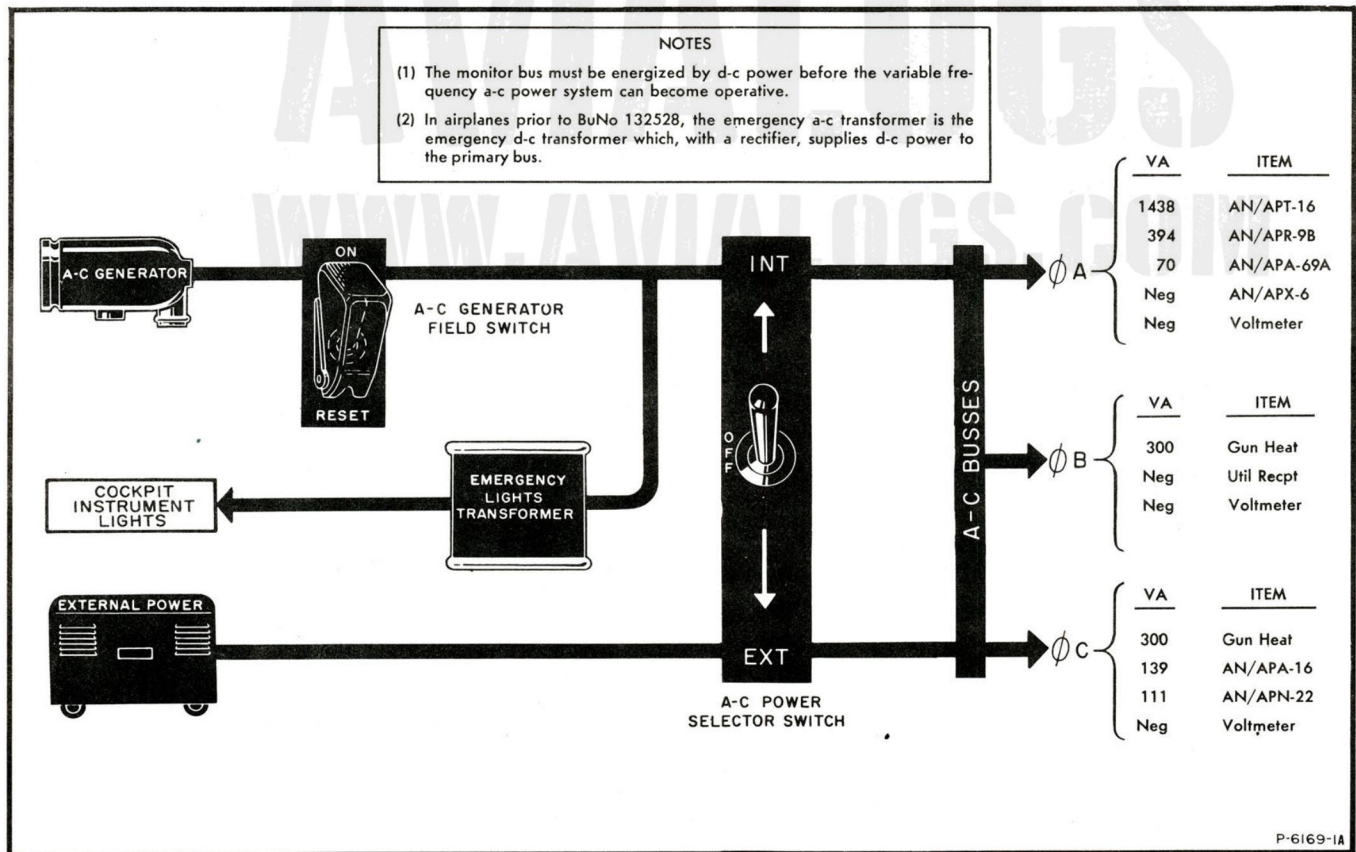 AVIALOGS
WWW.AVIALOGS.COM
NOTES
(1) The monitor bus must be energized by d-c power before the variable fre-
quency a-c power system can become operative.
(2) In airplanes prior to BuNo 132528, the emergency a-c transformer is the
emergency d-c transformer which, with a rectifier, supplies d-c power to
the primary bus.
A-C GENERATOR
ON
RESET
A-C GENERATOR
FIELD SWITCH
COCKPIT
INSTRUMENT
LIGHTS
EMERGENCY
LIGHTS
TRANSFORMER
EXTERNAL POWER
INT
OFF
EXT
A-C POWER
SELECTOR SWITCH
A-C BUSSES
∅ A
VA ITEM
1438 AN/APT-16
394 AN/APR-9B
70 AN/APA-69A
Neg AN/APX-6
Neg Voltmeter
∅ B
VA ITEM
300 Gun Heat
Neg Util Recpt
Neg Voltmeter
∅ C
VA ITEM
300 Gun Heat
139 AN/APA-16
111 AN/APN-22
Neg Voltmeter
P-6169-1A